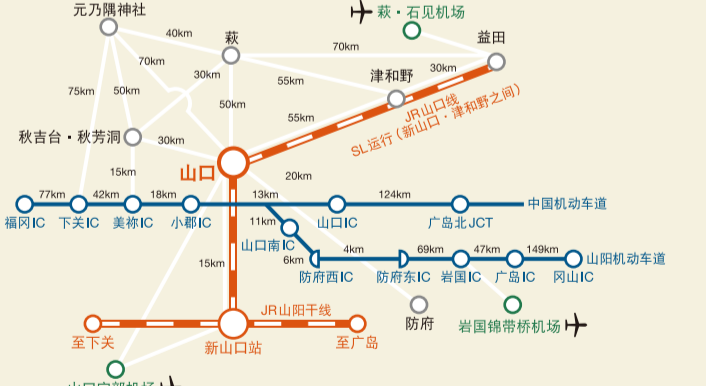 元乃隅神社
萩・石见机场
40km
萩
70km
益田
70km
30km
55km
30km
津和野
75km
50km
50km
55km
JR山口线
SL运行（新山口・津和野之间）
秋吉台・秋芳洞
30km
山口
15km
20km
77km
42km
18km
13km
124km
中国机动车道
福冈IC
下关IC
美祢IC
小郡IC
11km
山口IC
广岛北JCT
山口南IC
4km
69km
47km
149km
山阳机动车道
15km
6km
防府西IC
防府东IC
岩国IC
广岛IC
冈山IC
JR山阳干线
防府
岩国锦带桥机场
至下关
新山口站
至广岛
山口宇部机场